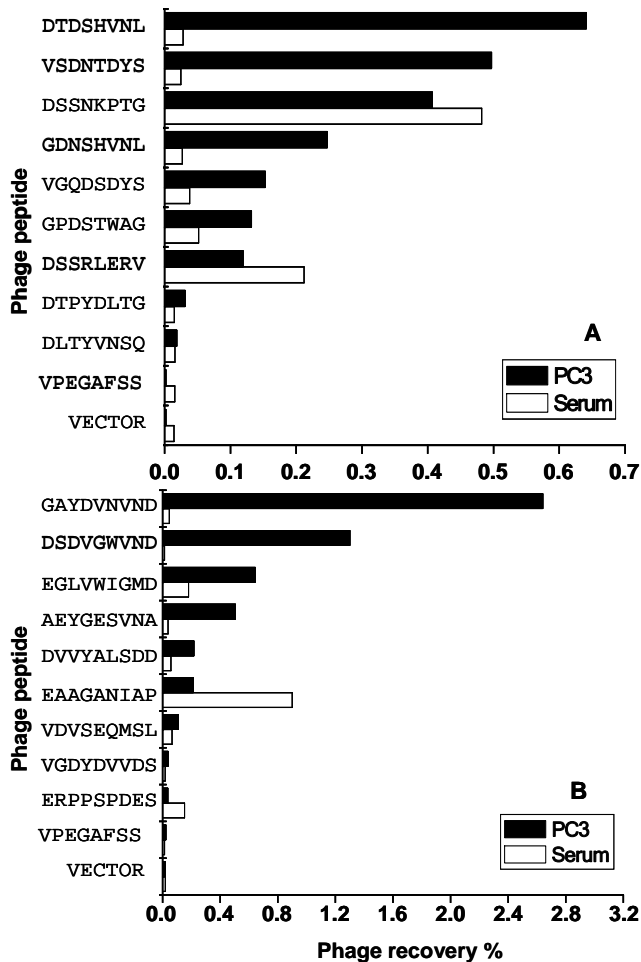 DTDSHVNL
VSDNTDYS
DSSNKPTG
GDNSHVNL
VGQDSDYS
GPDSTWAG
DSSRLERV
DTPYDLTG
DLTYVNSQ
VPEGAFSS
VECTOR
Phage peptide
A
PC3
Serum
0.0 0.1 0.2 0.3 0.4 0.5 0.6 0.7
GAYDVNVND
DSDVGWVND
EGLVWIGMD
AEYGESVNA
DVVYALSDD
EAAGANIAP
VDVSEQMSL
VGDYDVVDS
ERPPSPDES
VPEGAFSS
VECTOR
Phage peptide
B
PC3
Serum
0.0 0.4 0.8 1.2 1.6 2.0 2.4 2.8 3.2
Phage recovery %